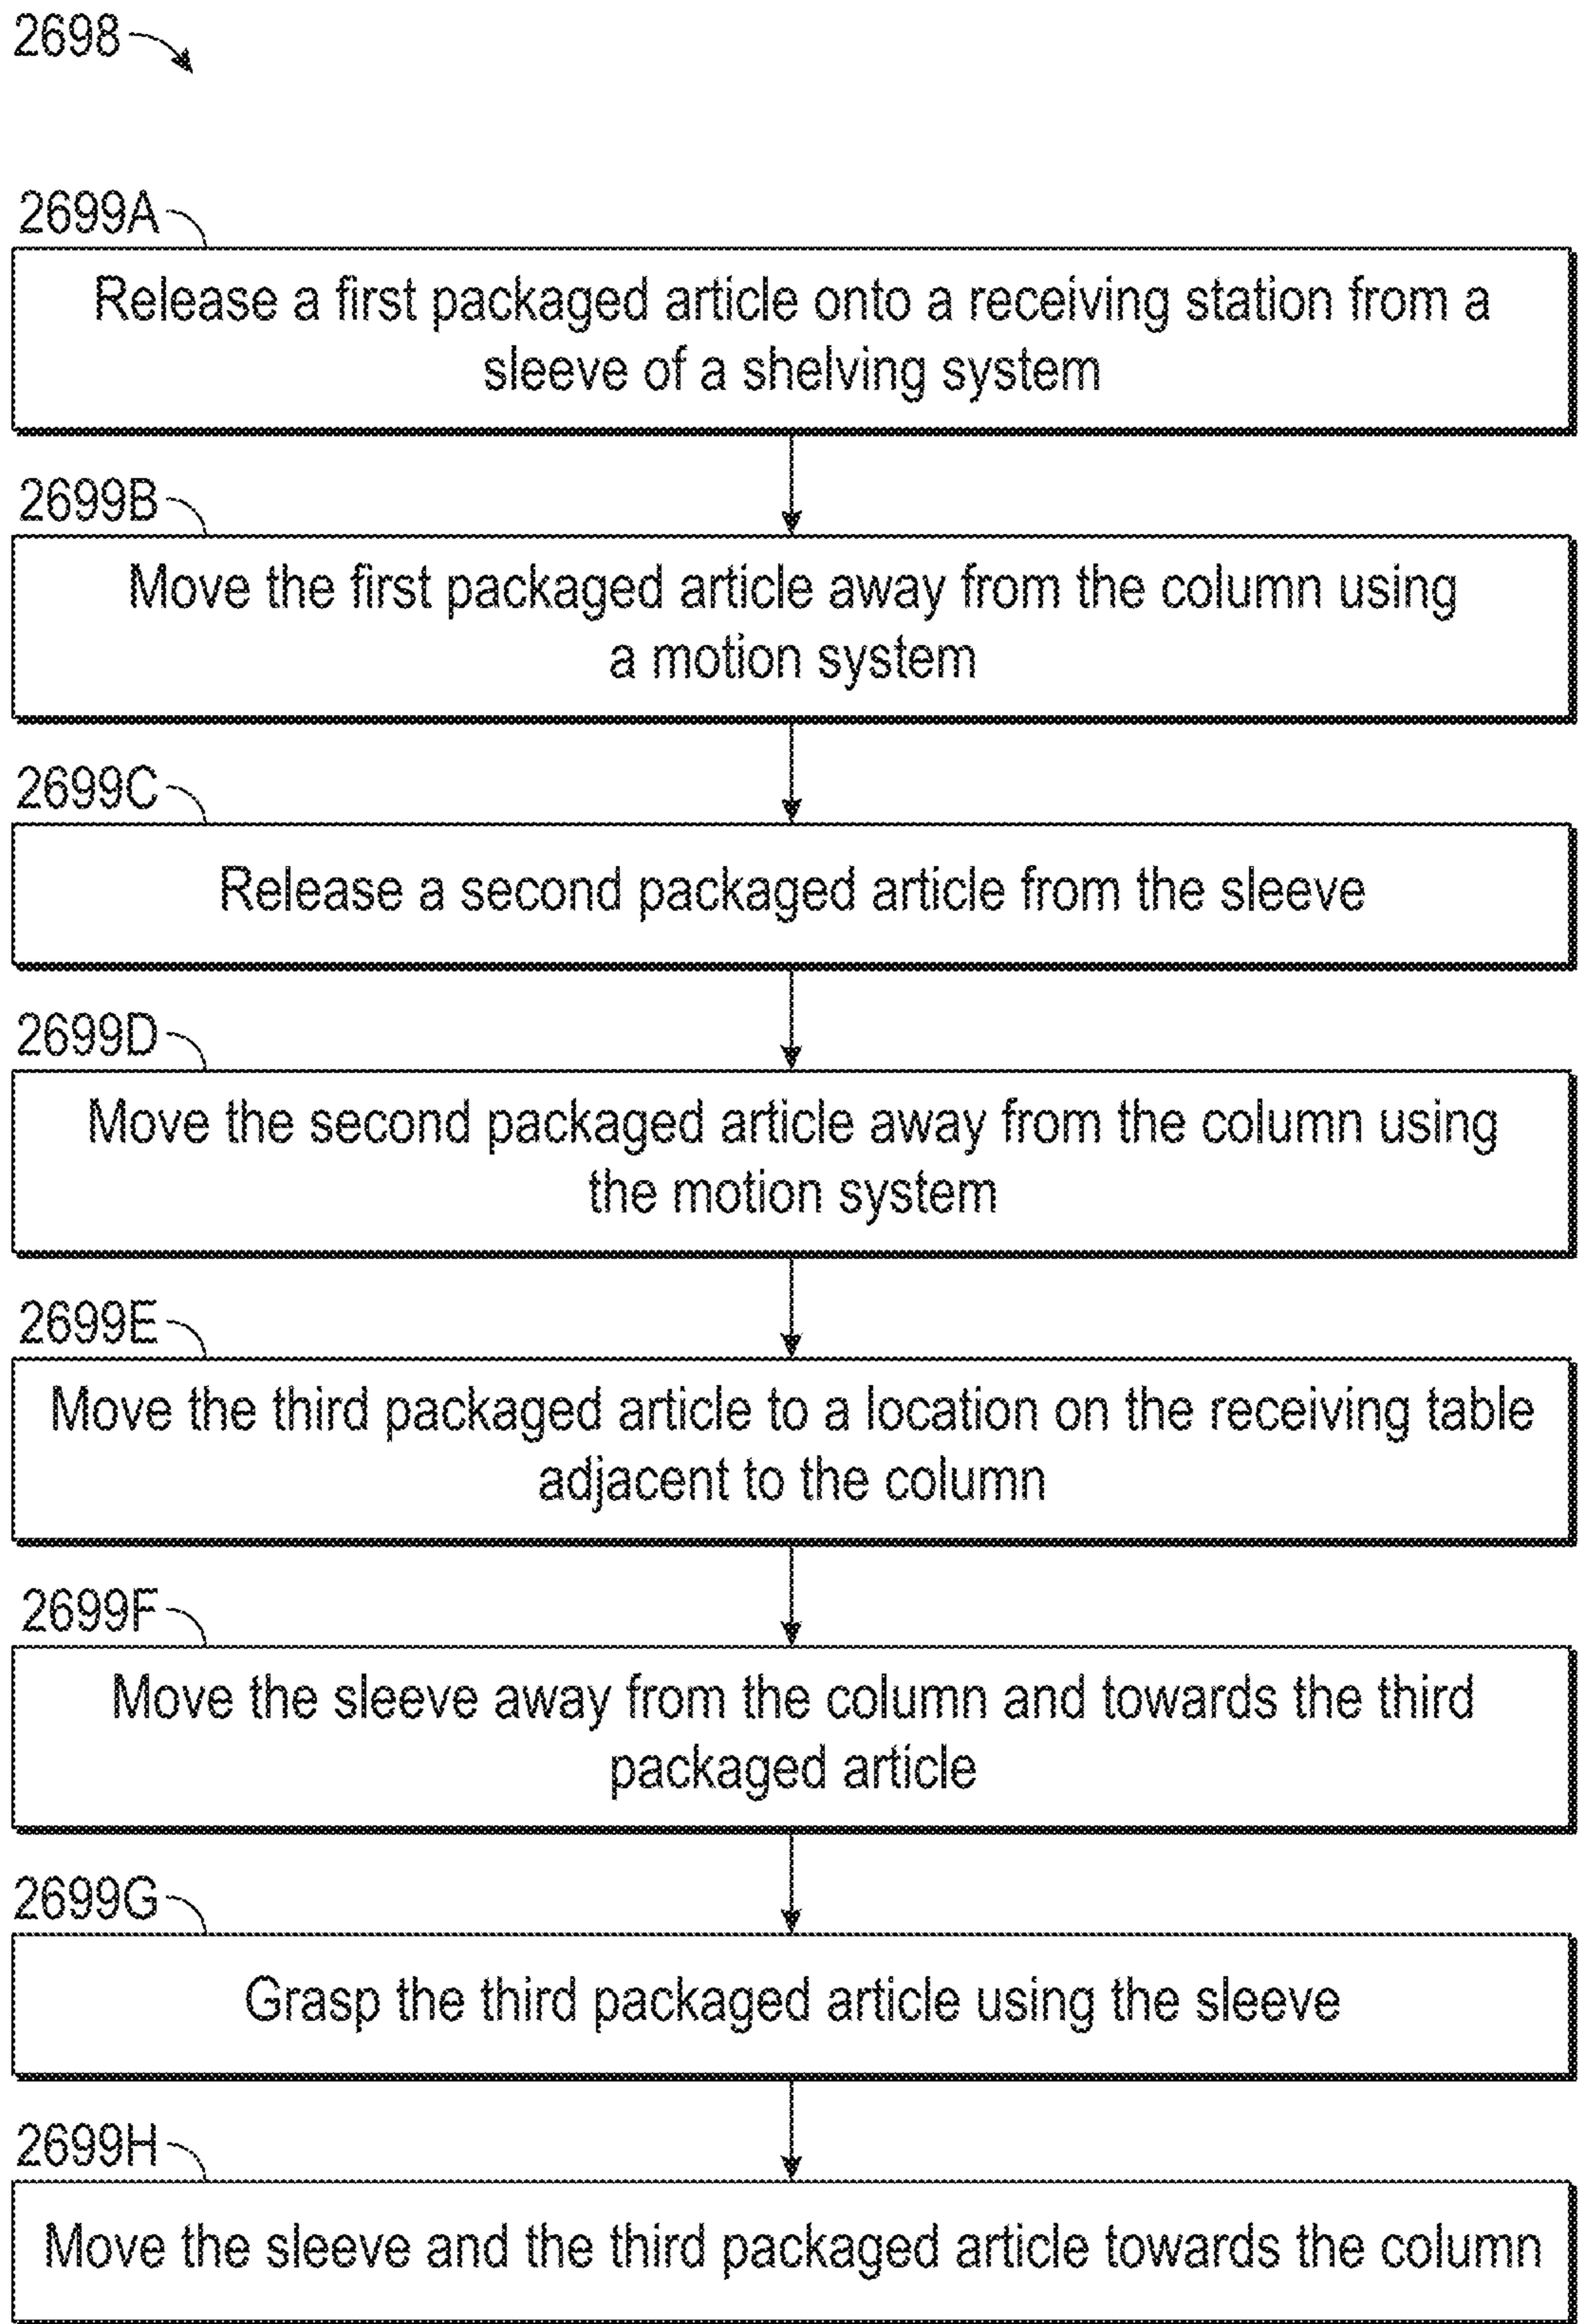 2698
2699A
Release a first packaged article onto a receiving station from a
sleeve of a shelving system
2699B
Move the first packaged article away from the column using
a motion system
2699C
Release a second packaged article from the sleeve
2699D
Move the second packaged article away from the column using
the motion system
2699E
Move the third packaged article to a location on the receiving table
adjacent to the column
2699F
Move the sleeve away from the column and towards the third
packaged article
2699G
Grasp the third packaged article using the sleeve
2699H
Move the sleeve and the third packaged article towards the column